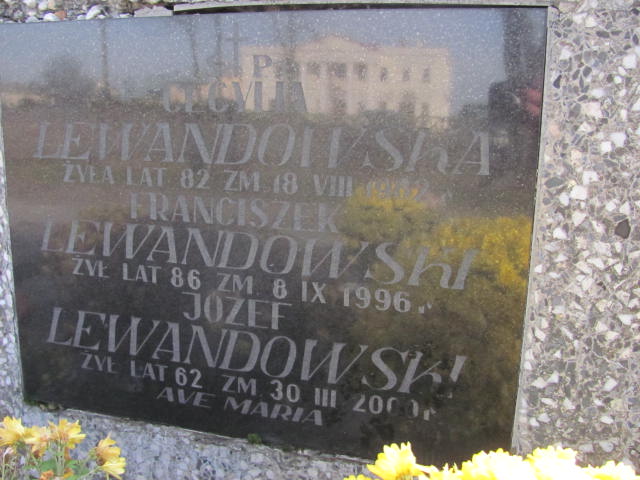 Ś P.
CECYLJA
LEWANDOWSKA
ŻYŁA LAT 82 ZM. 18 VIII
FRANCISZEK
LEWANDOWSKI
ŻYŁ LAT 86 ZM. 8 IX 1996 r.
JÓZEF
LEWANDOWSKI
ŻYŁ LAT 62 ZM. 30 III 2000 r.
AVE MARIA